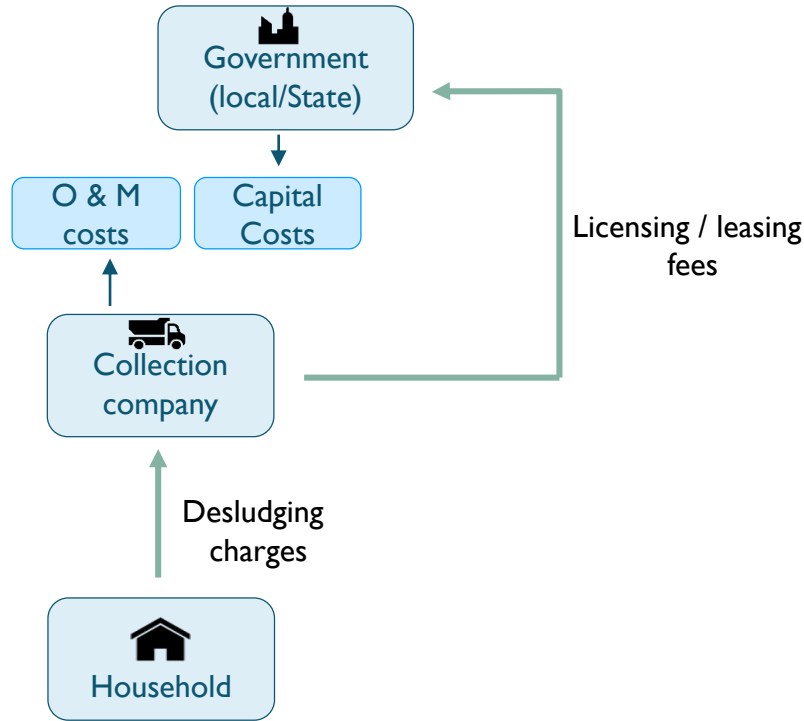 Government
(local/State)
O & M
costs
Capital
Costs
Licensing / leasing
fees
Collection
company
Desludging
charges
Household